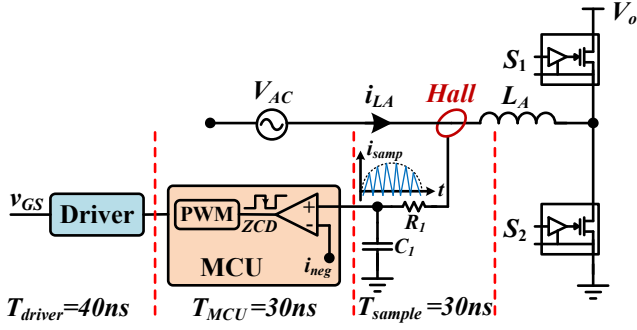 V_o
S_1
V_AC
i_LA
Hall
L_A
i_samp
t
v_GS
Driver
PWM
ZCD
+
-
R_1
C_1
MCU
i_neg
S_2
T_driver=40ns
T_MCU=30ns
T_sample=30ns